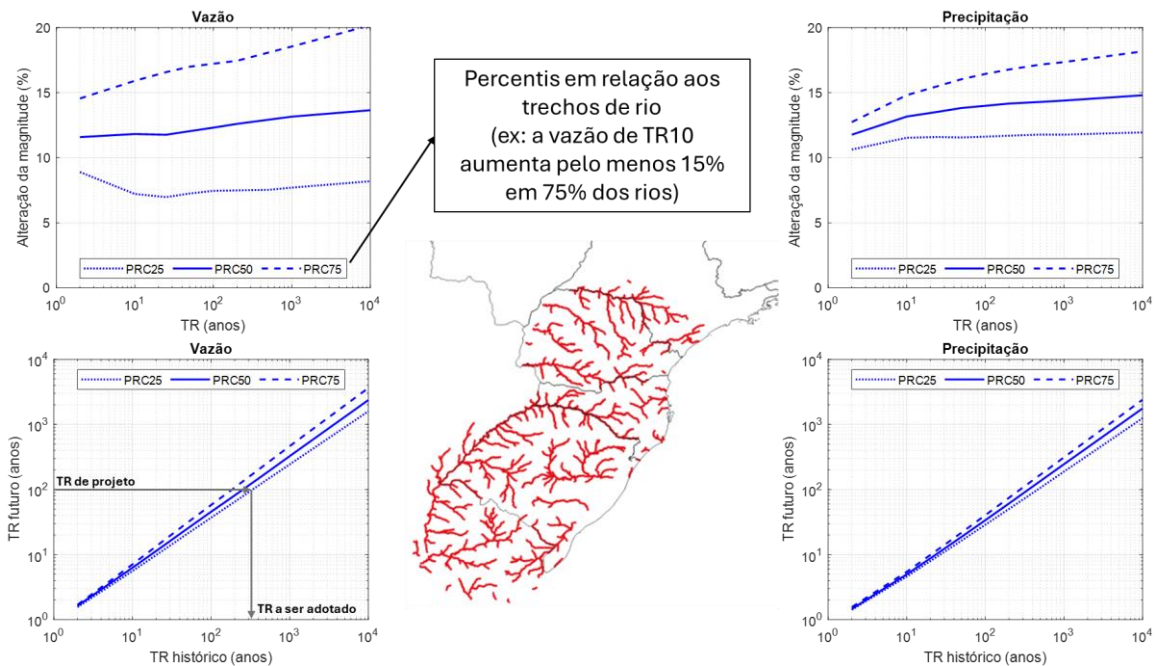 Vazão
20
15
10
5
0
Alteração da magnitude (%)
PRC25 PRC50 PRC75
10^0 10^1 10^2 10^3 10^4
TR (anos)
Percentis em relação aos
trechos de rio
(ex: a vazão de TR10
aumenta pelo menos 15%
em 75% dos rios)
Precipitação
20
15
10
5
0
Alteração da magnitude (%)
PRC25 PRC50 PRC75
10^0 10^1 10^2 10^3 10^4
TR (anos)
Vazão
10^4
10^3
10^2
10^1
10^0
TR futuro (anos)
PRC25 PRC50 PRC75
TR de projeto
TR a ser adotado
10^0 10^1 10^2 10^3 10^4
TR histórico (anos)
Precipitação
10^4
10^3
10^2
10^1
10^0
TR futuro (anos)
PRC25 PRC50 PRC75
10^0 10^1 10^2 10^3 10^4
TR histórico (anos)